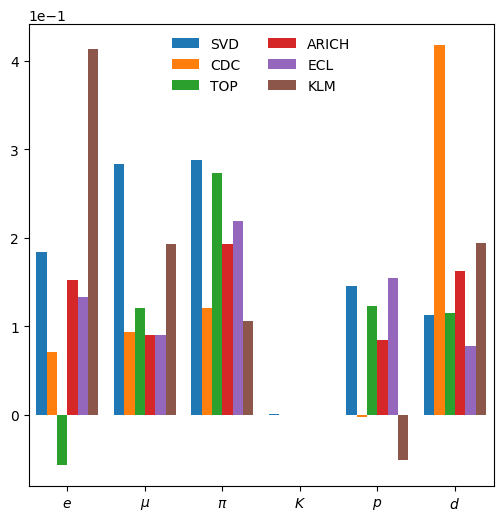 1e−1
SVD ARICH
CDC ECL
TOP KLM
4
3
2
1
0
e μ π K p d